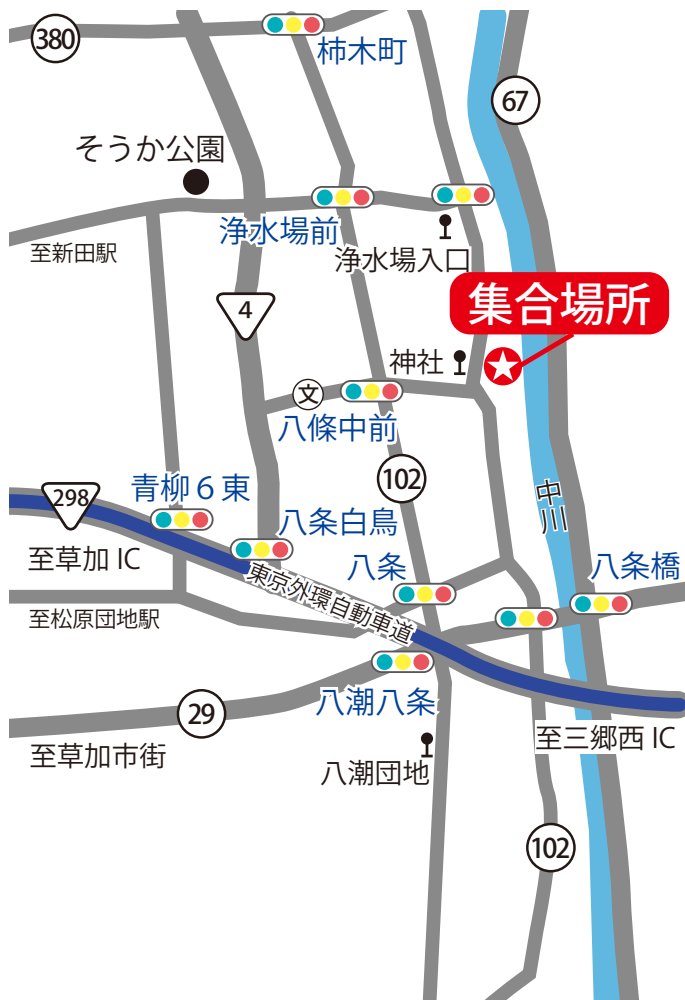 380
柿木町
67
そうか公園
浄水場前
至新田駅
浄水場入口
集合場所
4
神社
文
八條中前
102
298
青柳６東
中川
八条白鳥
至草加 IC
八条
八条橋
東京外環自動車道
至松原団地駅
八潮八条
29
至三郷西 IC
至草加市街
八潮団地
102